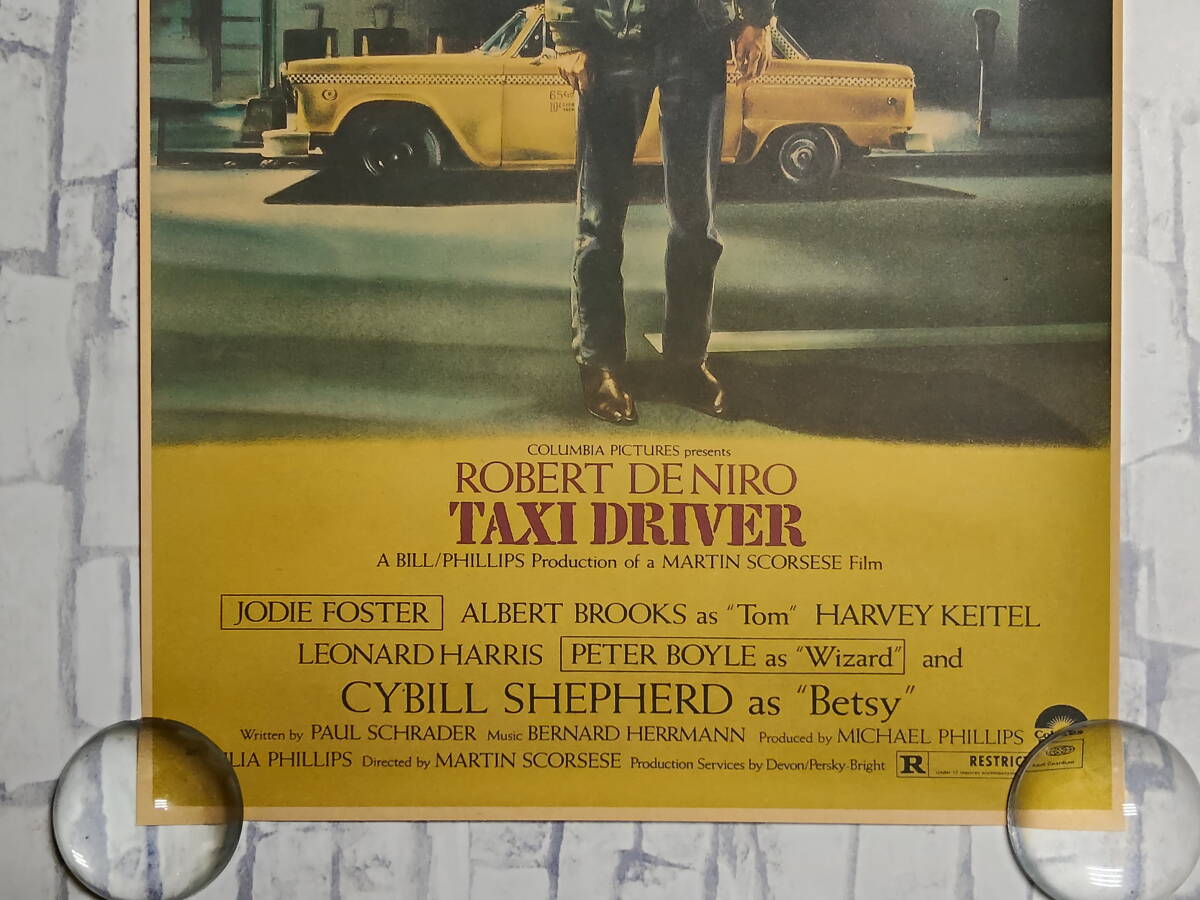 65¢
10¢
COLUMBIA PICTURES presents
ROBERT DE NIRO
TAXI DRIVER
A BILL/PHILLIPS Production of a MARTIN SCORSESE Film
JODIE FOSTER ALBERT BROOKS as "Tom" HARVEY KEITEL
LEONARD HARRIS PETER BOYLE as "Wizard" and
CYBILL SHEPHERD as "Betsy"
Written by PAUL SCHRADER Music BERNARD HERRMANN Produced by MICHAEL PHILLIPS
PHILLIPS Directed by MARTIN SCORSESE Production Services by Devon/Persky-Bright R